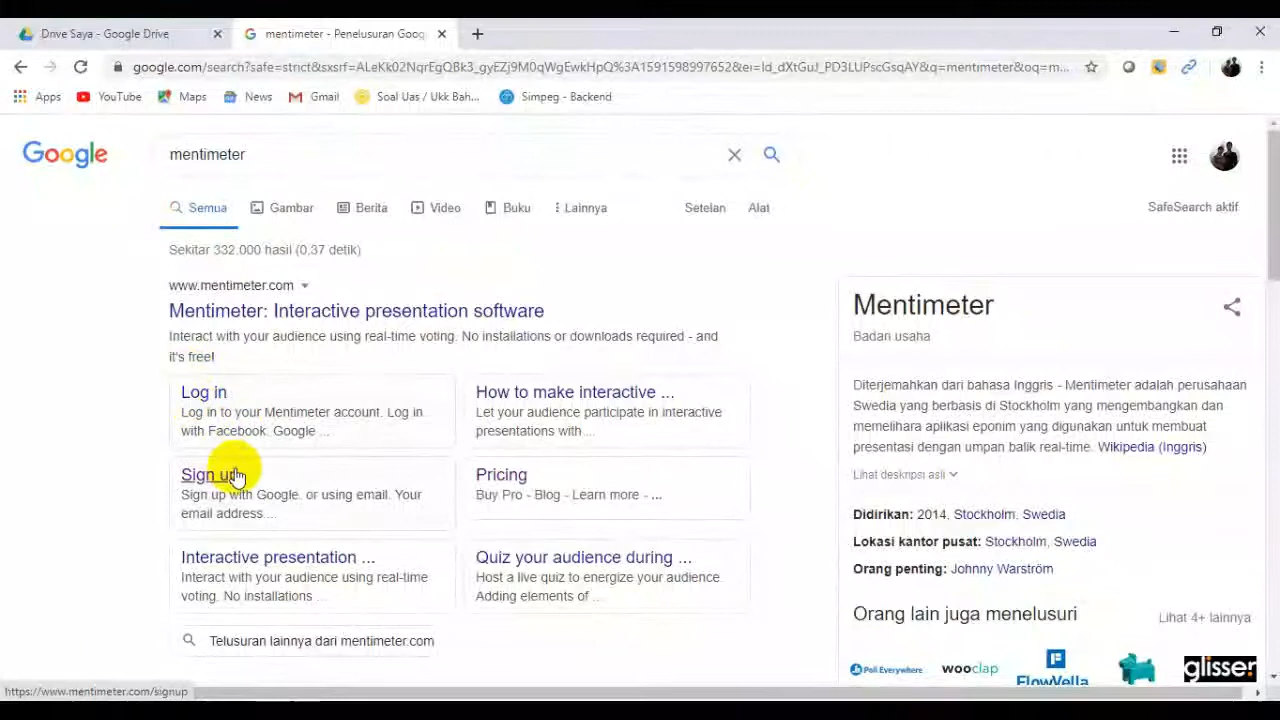 Drive Saya - Google Drive
mentimeter - Penelusuran Goog
google.com/search?safe=strict&sxsrf=ALeKk02NqrEgQBk3_gyEZj9M0qWgEwkHpQ%3A1591598997652&ei=ld_dXtGuJ_PD3LUPscGsqAY&q=mentimeter&oq=m...
Apps
YouTube
Maps
News
Gmail
Soal Uas / Ukk Bah...
Simpeg - Backend
Google
mentimeter
Semua
Gambar
Berita
Video
Buku
Lainnya
Setelan
Alat
SafeSearch aktif
Sekitar 332.000 hasil (0,37 detik)
www.mentimeter.com
Mentimeter: Interactive presentation software
Interact with your audience using real-time voting. No installations or downloads required - and
it's free!
Log in
Log in to your Mentimeter account. Log in
with Facebook. Google ...
How to make interactive ...
Let your audience participate in interactive
presentations with ...
Sign up
Sign up with Google. or using email. Your
email address ...
Pricing
Buy Pro - Blog - Learn more - ...
Interactive presentation ...
Interact with your audience using real-time
voting. No installations ...
Quiz your audience during ...
Host a live quiz to energize your audience.
Adding elements of ...
Telusuran lainnya dari mentimeter.com
Mentimeter
Badan usaha
Diterjemahkan dari bahasa Inggris - Mentimeter adalah perusahaan
Swedia yang berbasis di Stockholm yang mengembangkan dan
memelihara aplikasi eponim yang digunakan untuk membuat
presentasi dengan umpan balik real-time. Wikipedia (Inggris)
Lihat deskripsi asli
Didirikan: 2014, Stockholm, Swedia
Lokasi kantor pusat: Stockholm, Swedia
Orang penting: Johnny Warström
Orang lain juga menelusuri
Lihat 4+ lainnya
Poll Everywhere
wooclap
FlowVella
glisser
https://www.mentimeter.com/signup